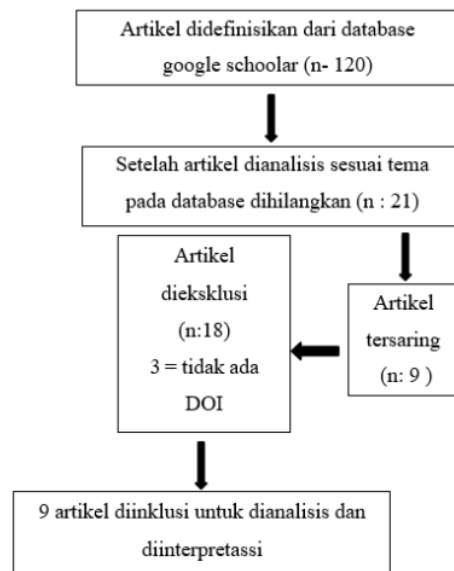 Artikel didefinisikan dari database
google schoolar (n- 120)
Setelah artikel dianalisis sesuai tema
pada database dihilangkan (n : 21)
Artikel
dieksklusi
(n:18)
3 = tidak ada
DOI
Artikel
tersaring
(n: 9 )
9 artikel diinklusi untuk dianalisis dan
diinterpretassi